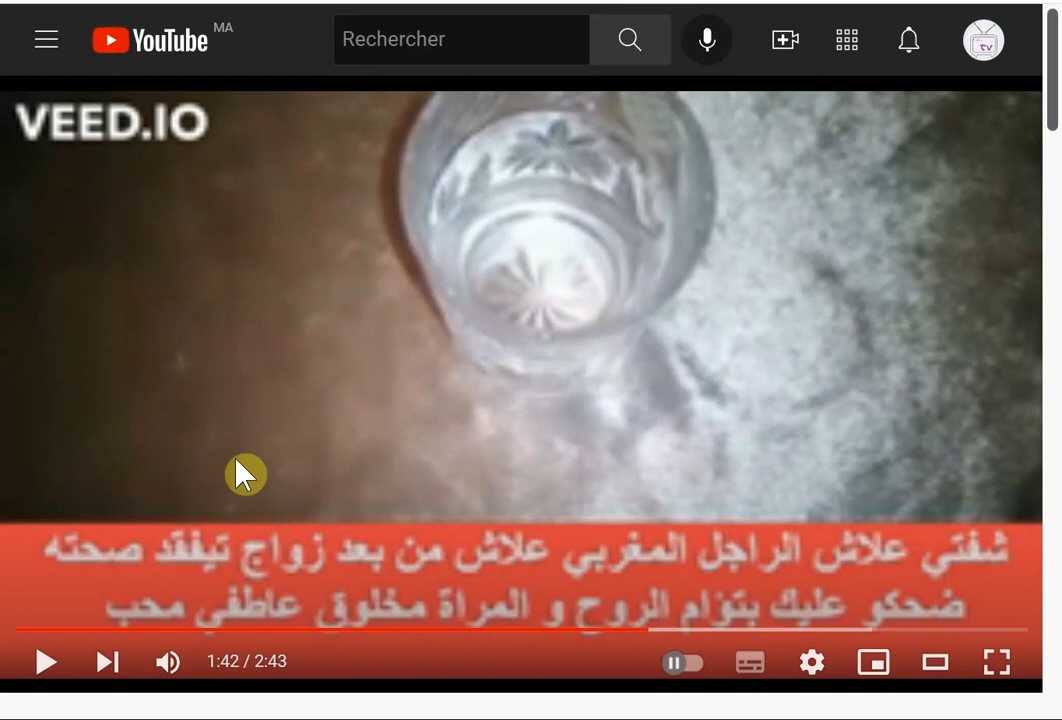 YouTube MA
Rechercher
tv
VEED.IO
شفتي علاش الراجل المغربي علاش من بعد زواج تيفقد صحته
ضحكو عليك بتوام الروح و المراة مخلوق عاطفي محب
1:42 / 2:43